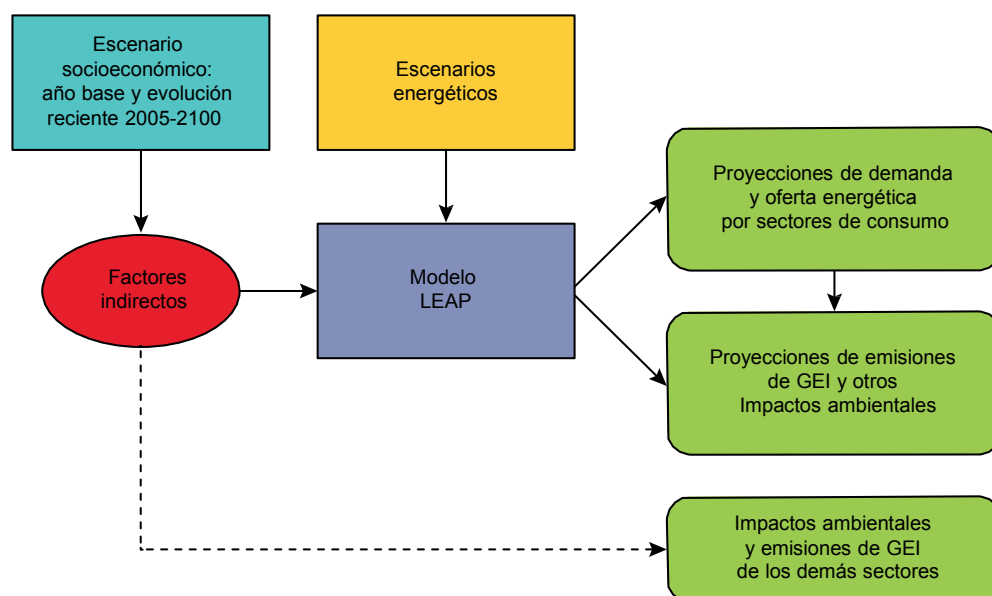 Escenario
socioeconómico:
año base y evolución
reciente 2005-2100
Escenarios
energéticos
Proyecciones de demanda
y oferta energética
por sectores de consumo
Factores
indirectos
Modelo
LEAP
Proyecciones de emisiones
de GEI y otros
Impactos ambientales
Impactos ambientales
y emisiones de GEI
de los demás sectores